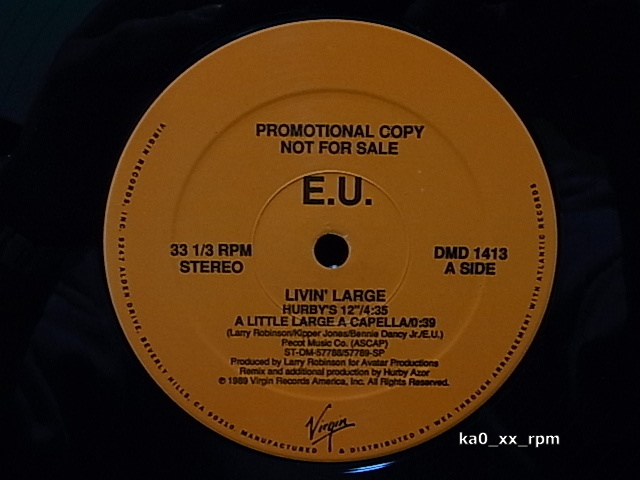 PROMOTIONAL COPY
NOT FOR SALE
E.U.
33 1/3 RPM
STEREO
DMD 1413
A SIDE
LIVIN' LARGE
HURBY'S 12"/4:35
A LITTLE LARGE A CAPELLA/0:39
(Larry Robinson/Kipper Jones/Bennie Dancy Jr./E.U.)
Pecot Music Co. (ASCAP)
ST-DM-57788/57789-SP
Produced by Larry Robinson for Avatar Productions
Remix and additional production by Hurby Azor
© 1989 Virgin Records America, Inc. All Rights Reserved.
Virgin
VIRGIN RECORDS, INC. 9247 ALDEN DRIVE, BEVERLY HILLS, CA 90210. MANUFACTURED & DISTRIBUTED BY WEA THROUGH ARRANGEMENT WITH ATLANTIC RECORDS
ka0_xx_rpm